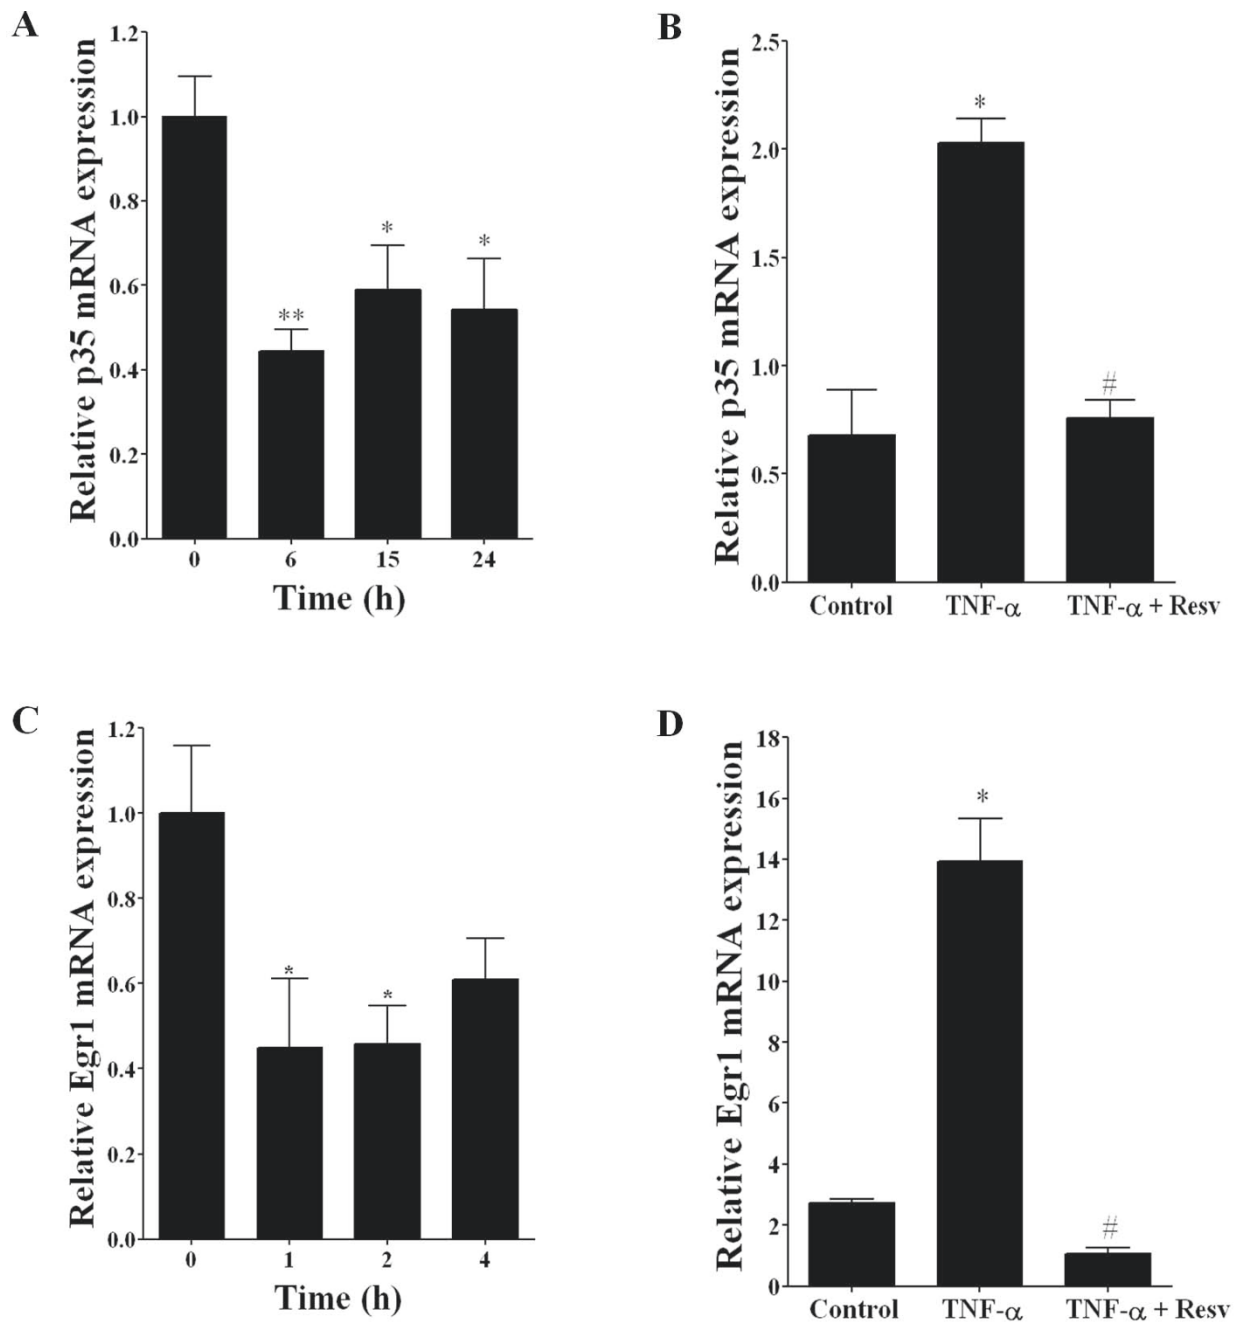 A
Relative p35 mRNA expression
1.2
1.0
0.8
0.6
0.4
0.2
0.0
**
*
*
0 6 15 24
Time (h)
B
Relative p35 mRNA expression
2.5
2.0
1.5
1.0
0.5
0.0
*
#
Control TNF-α TNF-α + Resv
C
Relative Egr1 mRNA expression
1.2
1.0
0.8
0.6
0.4
0.2
0.0
*
*
0 1 2 4
Time (h)
D
Relative Egr1 mRNA expression
18
16
14
12
10
8
6
4
2
0
*
#
Control TNF-α TNF-α + Resv